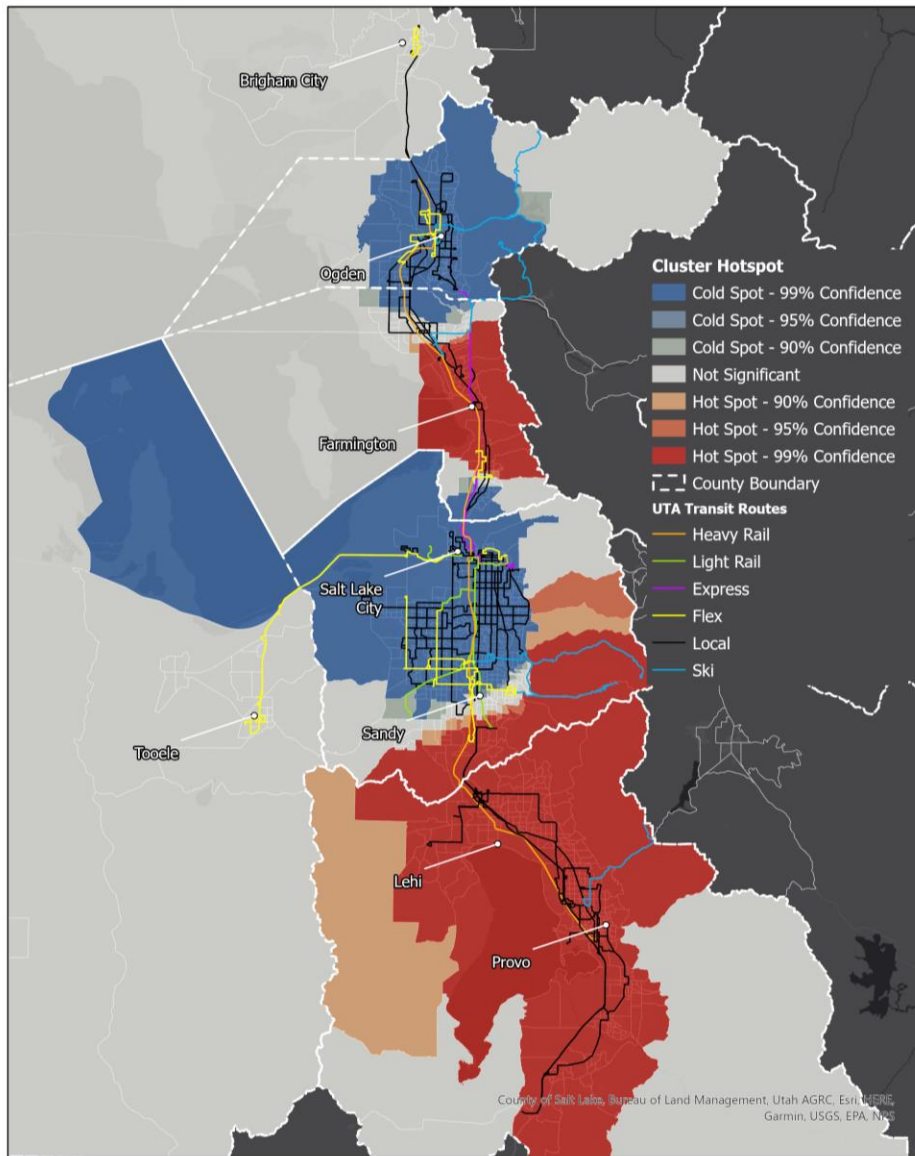 Brigham City
Ogden
Cluster Hotspot
Cold Spot - 99% Confidence
Cold Spot - 95% Confidence
Cold Spot - 90% Confidence
Not Significant
Hot Spot - 90% Confidence
Hot Spot - 95% Confidence
Hot Spot - 99% Confidence
County Boundary
UTA Transit Routes
Heavy Rail
Light Rail
Express
Flex
Local
Ski
Farmington
Salt Lake
City
Tooele
Sandy
Lehi
Provo
County of Salt Lake, Bureau of Land Management, Utah AGRC, Esri, HERE,
Garmin, USGS, EPA, NPS